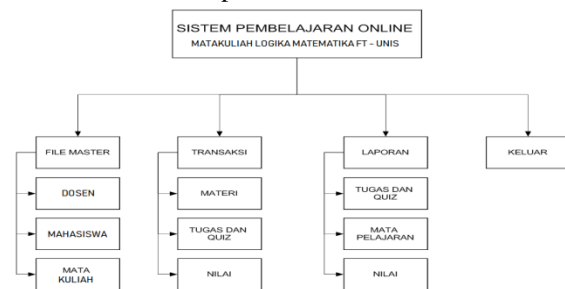 SISTEM PEMBELAJARAN ONLINE
MATAKULIAH LOGIKA MATEMATIKA FT - UNIS
FILE MASTER
DOSEN
MAHASISWA
MATA
KULIAH
TRANSAKSI
MATERI
TUGAS DAN
QUIZ
NILAI
LAPORAN
TUGAS DAN
QUIZ
MATA
PELAJARAN
NILAI
KELUAR